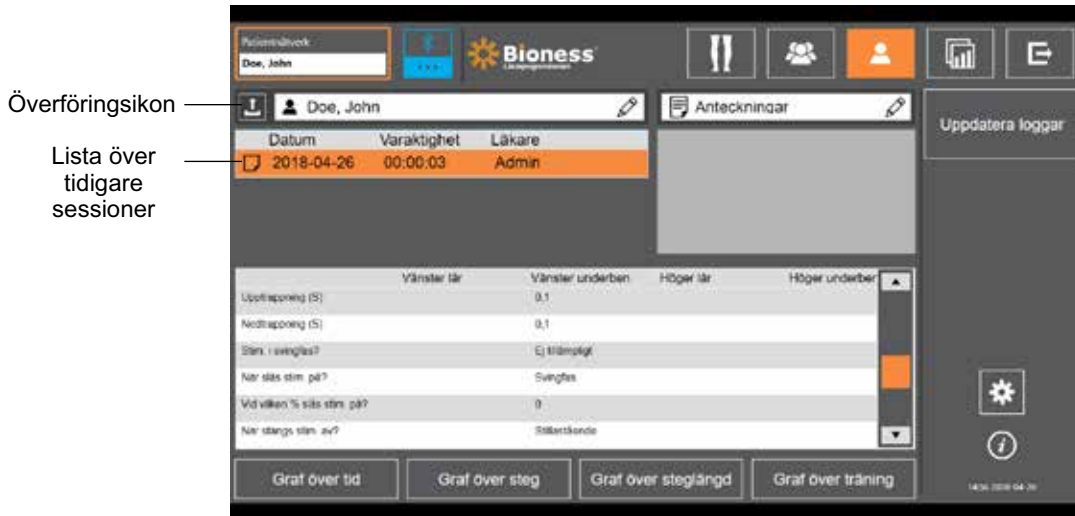 Patientnätverk
Doe, John
Bioness
Överföringsikon
Doe, John
Anteckningar
Uppdatera loggar
Datum Varaktighet Läkare
2018-04-26 00:00:03 Admin
Lista över
tidigare
sessioner
Vänster lår Vänster underben Höger lår Höger underben
Upptrappning (S) 0,1
Nedtrappning (S) 0,1
Stim. i svingfas? Ej tillämpligt
När slås stim. på? Svingfas
Vid vilken % slås stim. på? 0
När stängs stim. av? Stillastående
Graf över tid Graf över steg Graf över steglängd Graf över träning